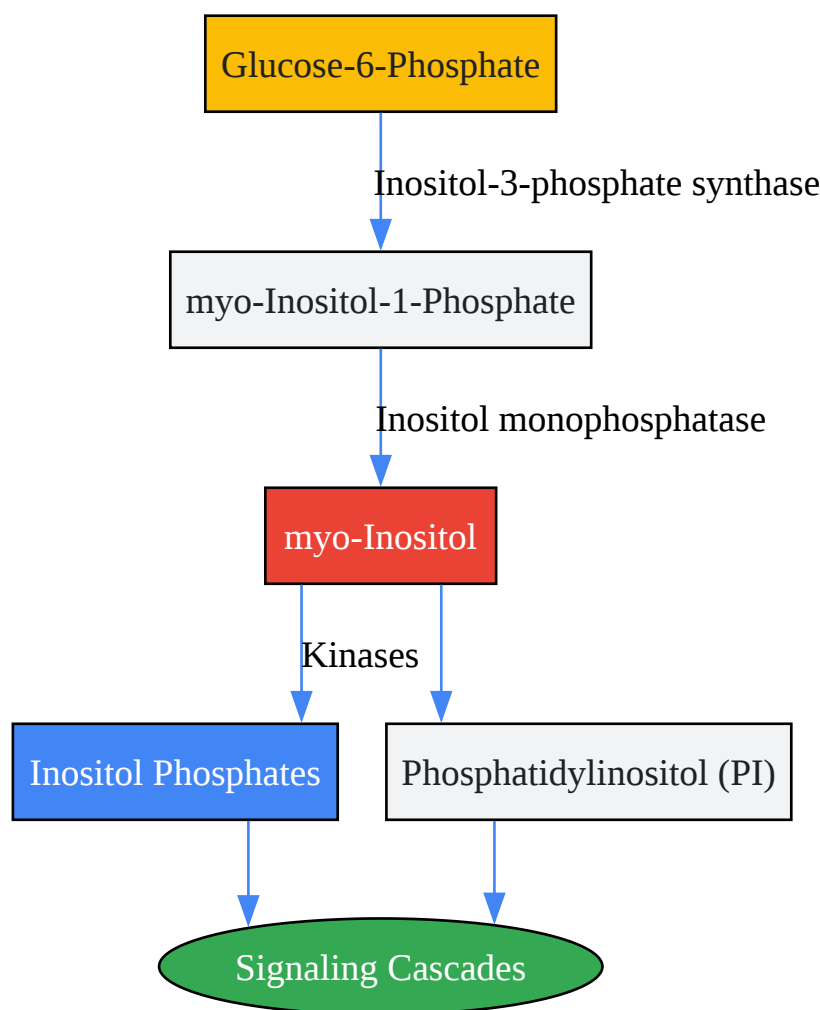 Glucose-6-Phosphate
Inositol-3-phosphate synthase
myo-Inositol-1-Phosphate
Inositol monophosphatase
myo-Inositol
Kinases
Inositol Phosphates
Phosphatidylinositol (PI)
Signaling Cascades